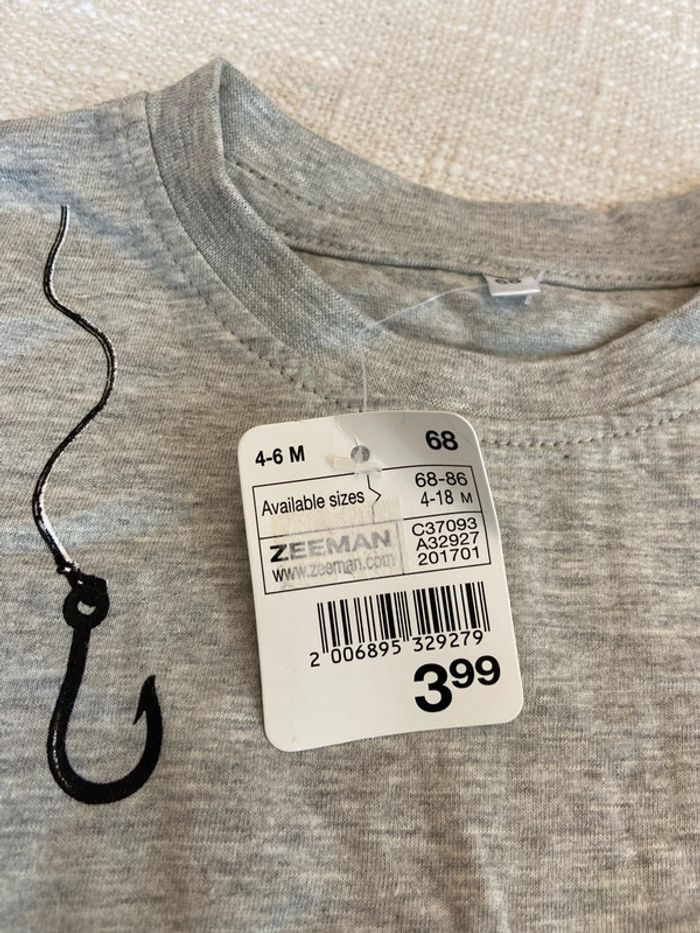 4-6 M 68
Available sizes 68-86
4-18 M
ZEEMAN
www.zeeman.com
C37093
A32927
201701
2 006895 329279
3.99
68